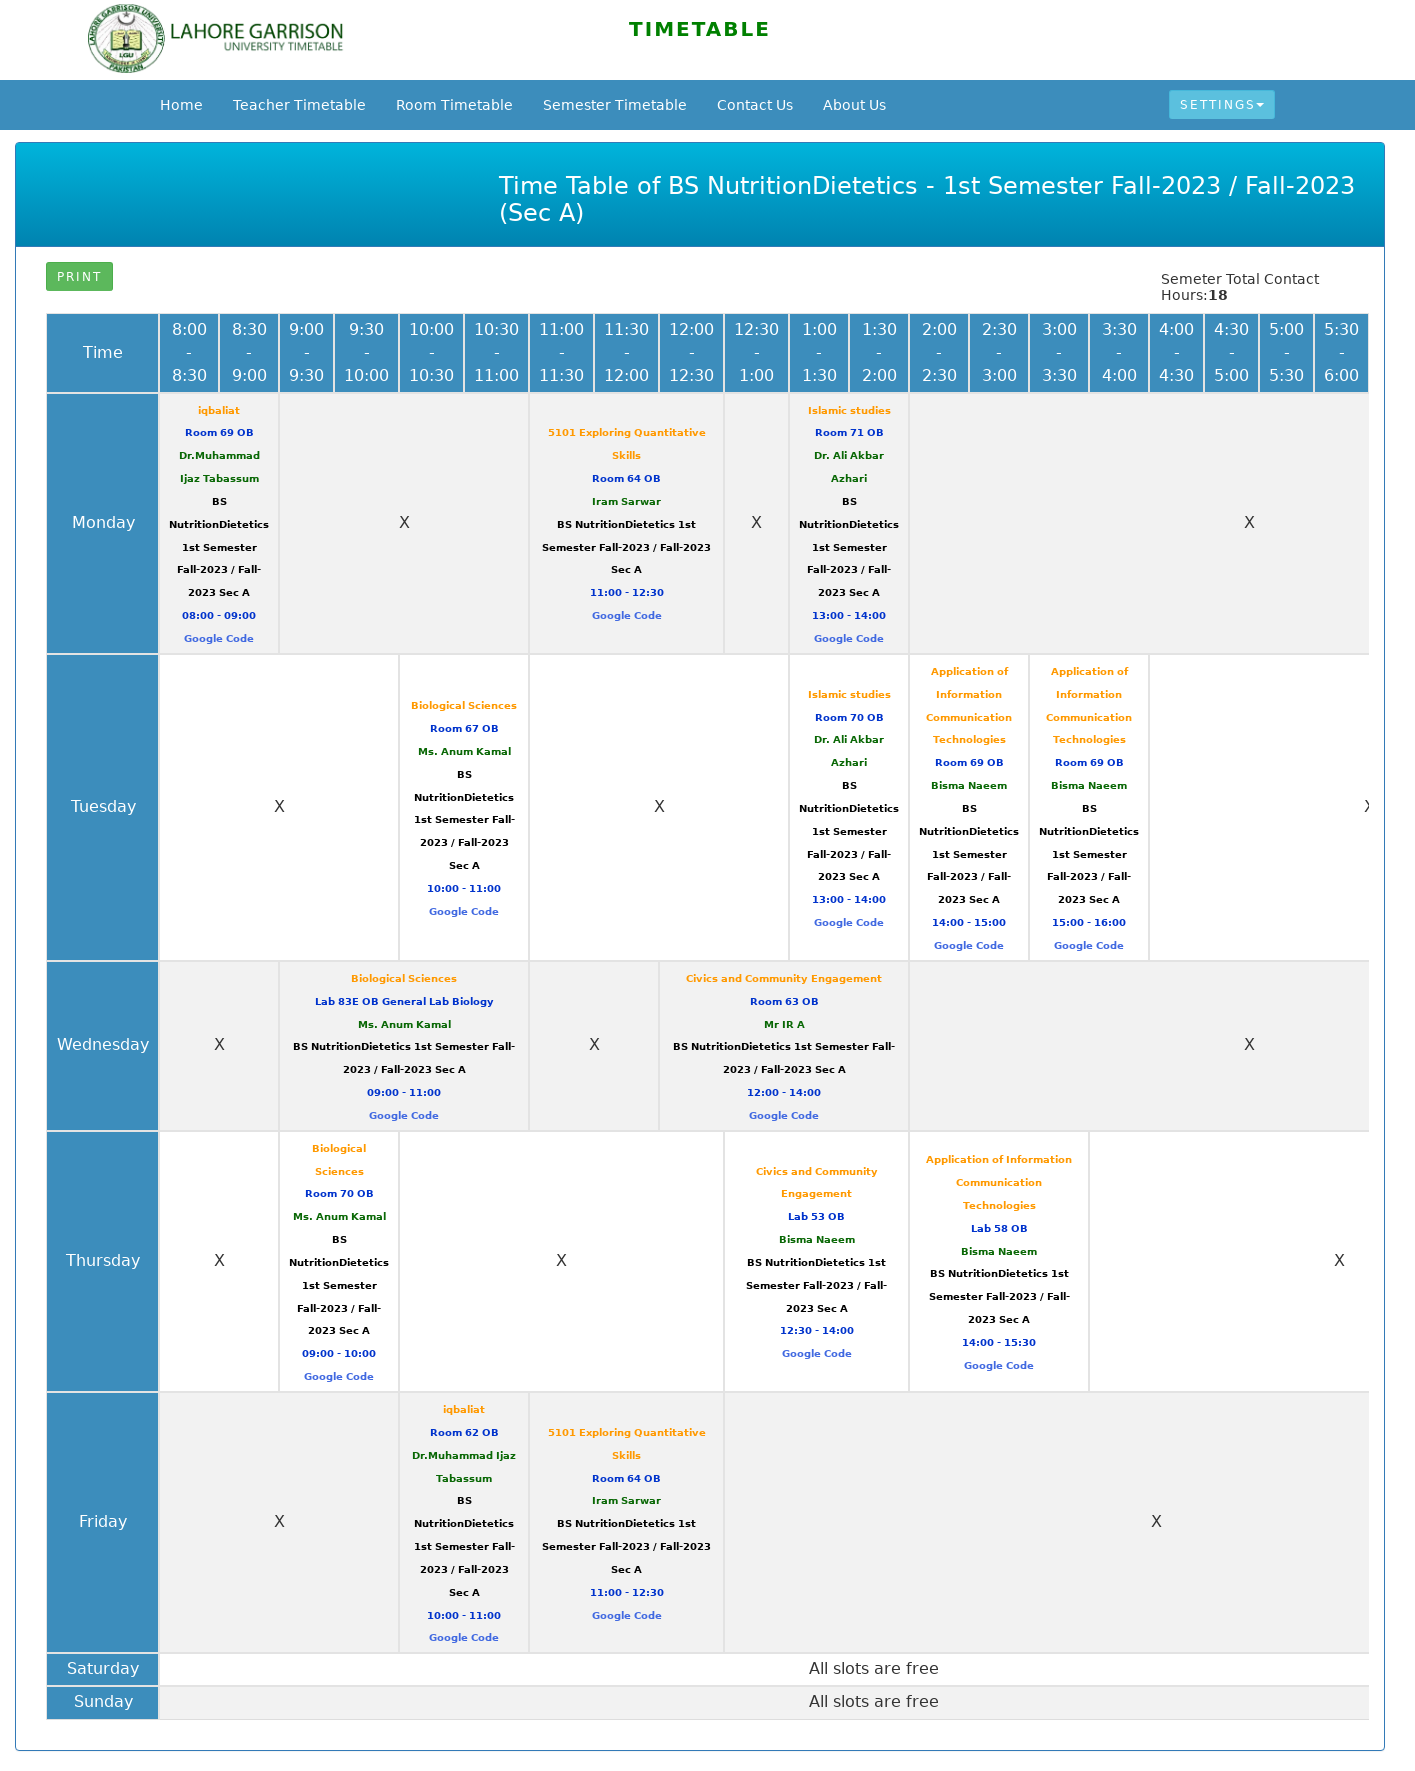 LAHORE GARRISON
UNIVERSITY TIMETABLE
LAHORE GARRISON UNIVERSITY
LGU
PAKISTAN
TIMETABLE
Home
Teacher Timetable
Room Timetable
Semester Timetable
Contact Us
About Us
SETTINGS
Time Table of BS NutritionDietetics - 1st Semester Fall-2023 / Fall-2023
(Sec A)
PRINT
Semeter Total Contact
Hours:18
Time
8:00
-
8:30
8:30
-
9:00
9:00
-
9:30
9:30
-
10:00
10:00
-
10:30
10:30
-
11:00
11:00
-
11:30
11:30
-
12:00
12:00
-
12:30
12:30
-
1:00
1:00
-
1:30
1:30
-
2:00
2:00
-
2:30
2:30
-
3:00
3:00
-
3:30
3:30
-
4:00
4:00
-
4:30
4:30
-
5:00
5:00
-
5:30
5:30
-
6:00
Monday
iqbaliat
Room 69 OB
Dr.Muhammad
Ijaz Tabassum
BS
NutritionDietetics
1st Semester
Fall-2023 / Fall-
2023 Sec A
08:00 - 09:00
Google Code
X
5101 Exploring Quantitative
Skills
Room 64 OB
Iram Sarwar
BS NutritionDietetics 1st
Semester Fall-2023 / Fall-2023
Sec A
11:00 - 12:30
Google Code
X
Islamic studies
Room 71 OB
Dr. Ali Akbar
Azhari
BS
NutritionDietetics
1st Semester
Fall-2023 / Fall-
2023 Sec A
13:00 - 14:00
Google Code
X
Tuesday
X
Biological Sciences
Room 67 OB
Ms. Anum Kamal
BS
NutritionDietetics
1st Semester Fall-
2023 / Fall-2023
Sec A
10:00 - 11:00
Google Code
X
Islamic studies
Room 70 OB
Dr. Ali Akbar
Azhari
BS
NutritionDietetics
1st Semester
Fall-2023 / Fall-
2023 Sec A
13:00 - 14:00
Google Code
Application of
Information
Communication
Technologies
Room 69 OB
Bisma Naeem
BS
NutritionDietetics
1st Semester
Fall-2023 / Fall-
2023 Sec A
14:00 - 15:00
Google Code
Application of
Information
Communication
Technologies
Room 69 OB
Bisma Naeem
BS
NutritionDietetics
1st Semester
Fall-2023 / Fall-
2023 Sec A
15:00 - 16:00
Google Code
X
Wednesday
X
Biological Sciences
Lab 83E OB General Lab Biology
Ms. Anum Kamal
BS NutritionDietetics 1st Semester Fall-
2023 / Fall-2023 Sec A
09:00 - 11:00
Google Code
X
Civics and Community Engagement
Room 63 OB
Mr IR A
BS NutritionDietetics 1st Semester Fall-
2023 / Fall-2023 Sec A
12:00 - 14:00
Google Code
X
Thursday
X
Biological
Sciences
Room 70 OB
Ms. Anum Kamal
BS
NutritionDietetics
1st Semester
Fall-2023 / Fall-
2023 Sec A
09:00 - 10:00
Google Code
X
Civics and Community
Engagement
Lab 53 OB
Bisma Naeem
BS NutritionDietetics 1st
Semester Fall-2023 / Fall-
2023 Sec A
12:30 - 14:00
Google Code
Application of Information
Communication
Technologies
Lab 58 OB
Bisma Naeem
BS NutritionDietetics 1st
Semester Fall-2023 / Fall-
2023 Sec A
14:00 - 15:30
Google Code
X
Friday
X
iqbaliat
Room 62 OB
Dr.Muhammad Ijaz
Tabassum
BS
NutritionDietetics
1st Semester Fall-
2023 / Fall-2023
Sec A
10:00 - 11:00
Google Code
5101 Exploring Quantitative
Skills
Room 64 OB
Iram Sarwar
BS NutritionDietetics 1st
Semester Fall-2023 / Fall-2023
Sec A
11:00 - 12:30
Google Code
X
Saturday
All slots are free
Sunday
All slots are free